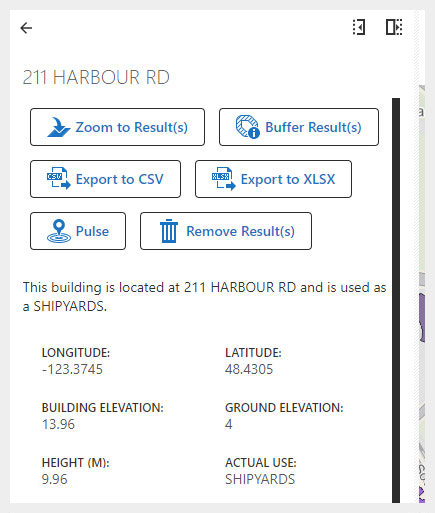 211 HARBOUR RD
Zoom to Result(s)
Buffer Result(s)
CSV
Export to CSV
XLSX
Export to XLSX
Pulse
Remove Result(s)
This building is located at 211 HARBOUR RD and is used as
a SHIPYARDS.
LONGITUDE:
LATITUDE:
-123.3745
48.4305
BUILDING ELEVATION:
GROUND ELEVATION:
13.96
4
HEIGHT (M):
ACTUAL USE:
9.96
SHIPYARDS